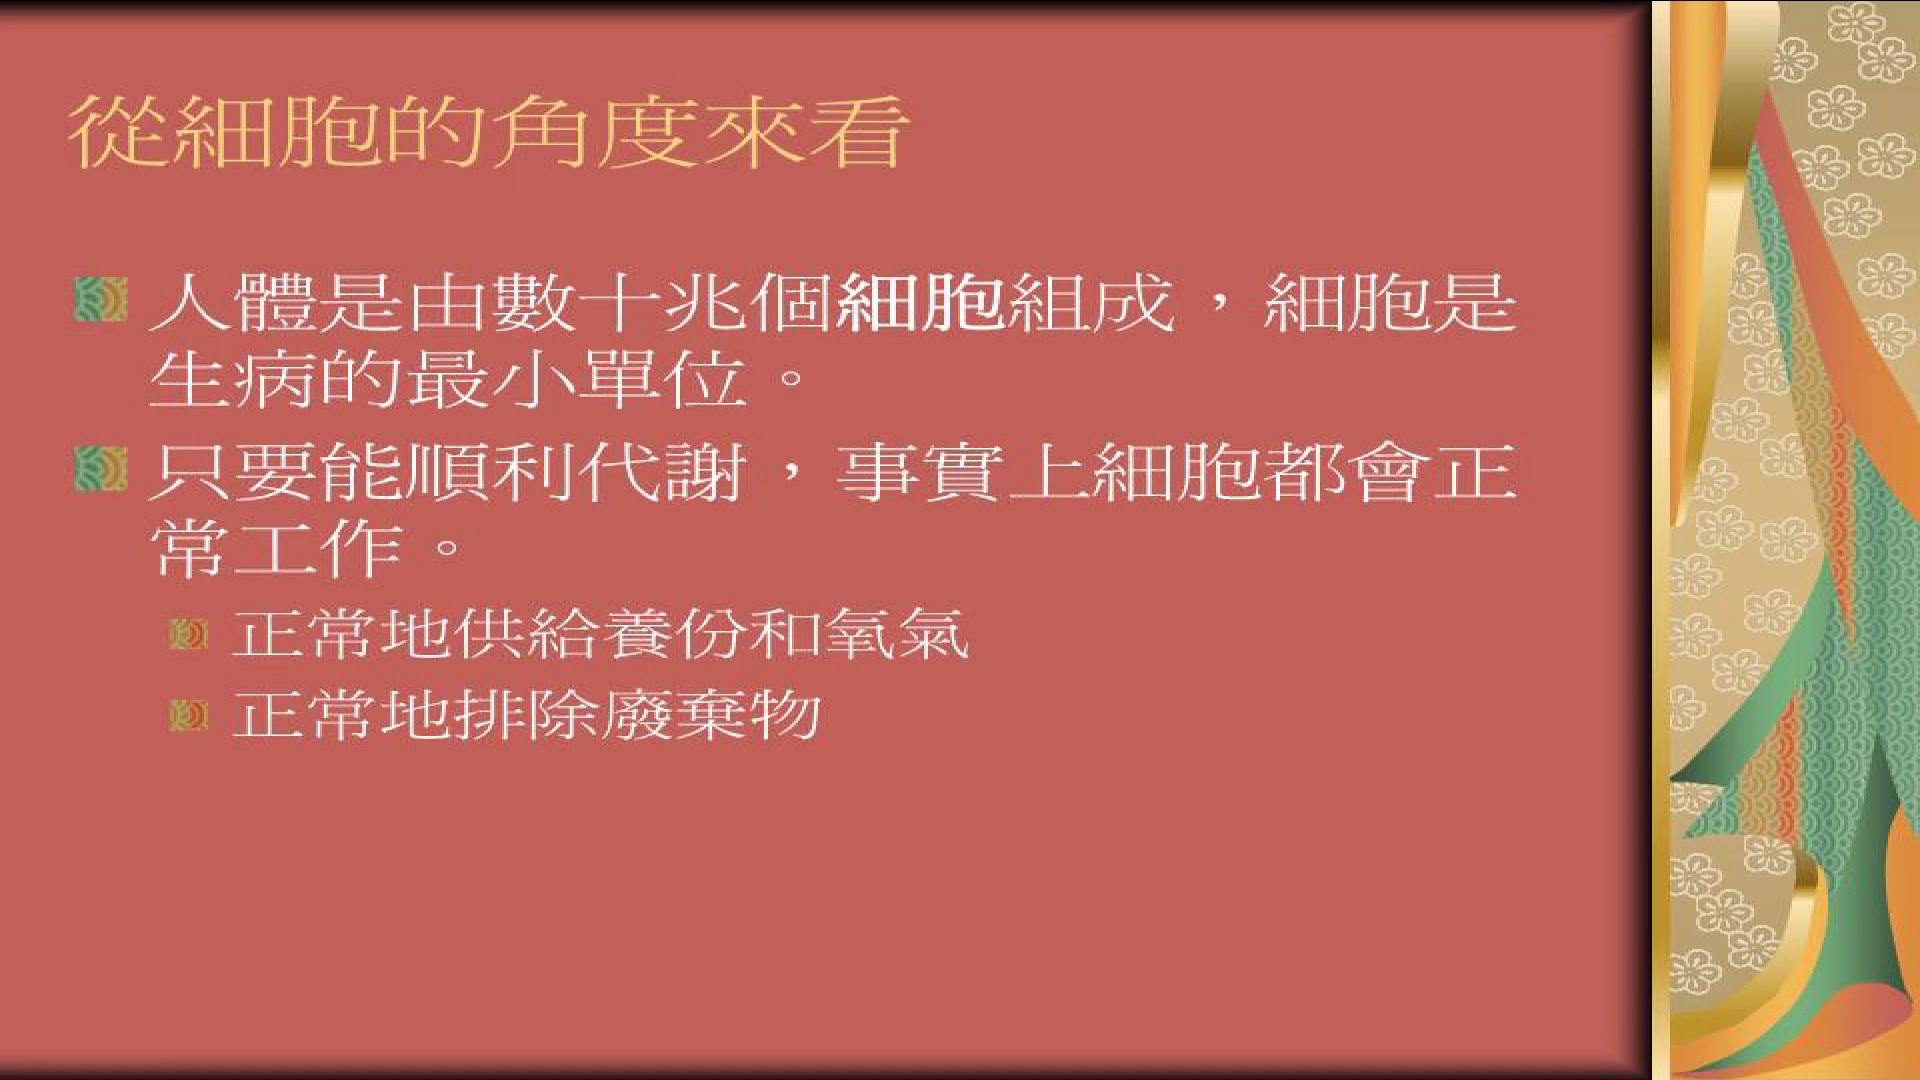 從細胞的角度來看
人體是由數十兆個細胞組成，細胞是
生病的最小單位。
只要能順利代謝，事實上細胞都會正
常工作。
正常地供給養份和氧氣
正常地排除廢棄物